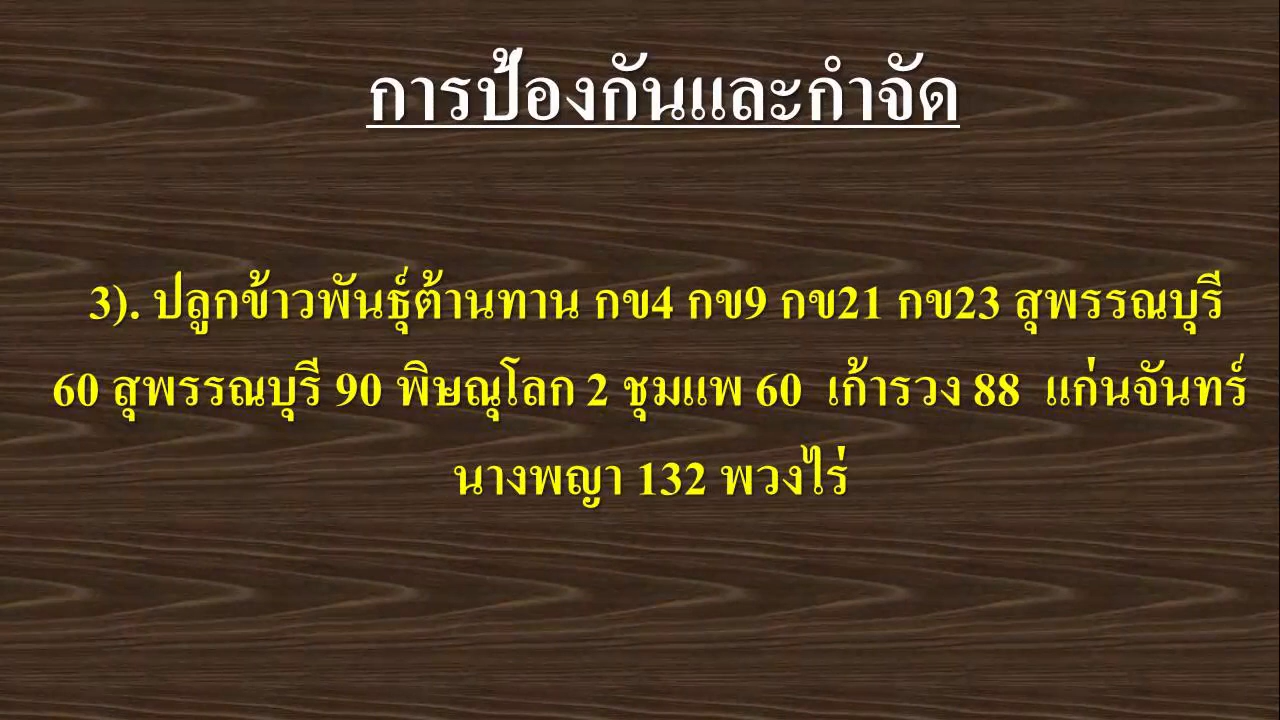 การป้องกันและกำจัด
3). ปลูกข้าวพันธุ์ต้านทาน กข4 กข9 กข21 กข23 สุพรรณบุรี
60 สุพรรณบุรี 90 พิษณุโลก 2 ชุมแพ 60 เก้ารวง 88 แก่นจันทร์
นางพญา 132 พวงไร่